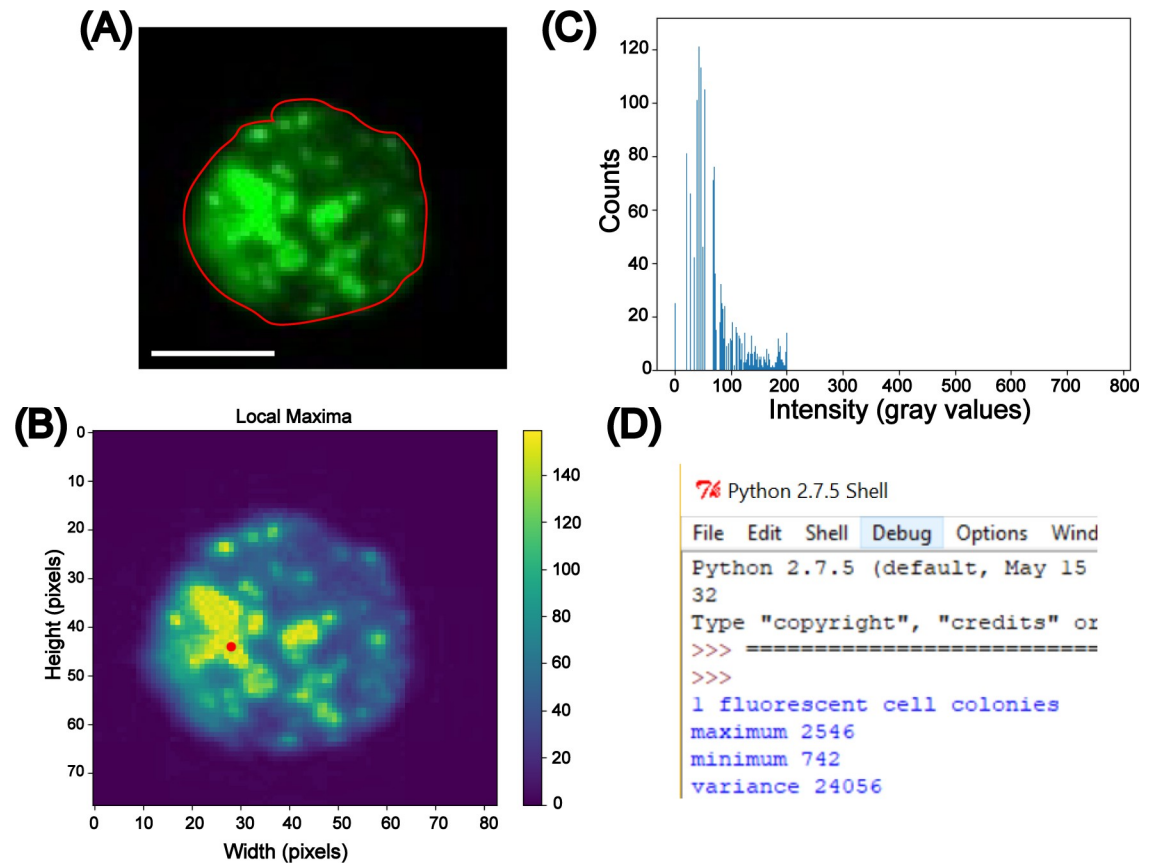 (A)
(B)
Local Maxima
0
10
20
30
40
50
60
70
Height (pixels)
0 10 20 30 40 50 60 70 80
Width (pixels)
140
120
100
80
60
40
20
0
(C)
120
100
80
60
40
20
0
Counts
0 100 200 300 400 500 600 700 800
Intensity (gray values)
(D)
Python 2.7.5 Shell
File Edit Shell Debug Options Wind
Python 2.7.5 (default, May 15
32
Type "copyright", "credits" or
>>> ===========================
>>>
1 fluorescent cell colonies
maximum 2546
minimum 742
variance 24056